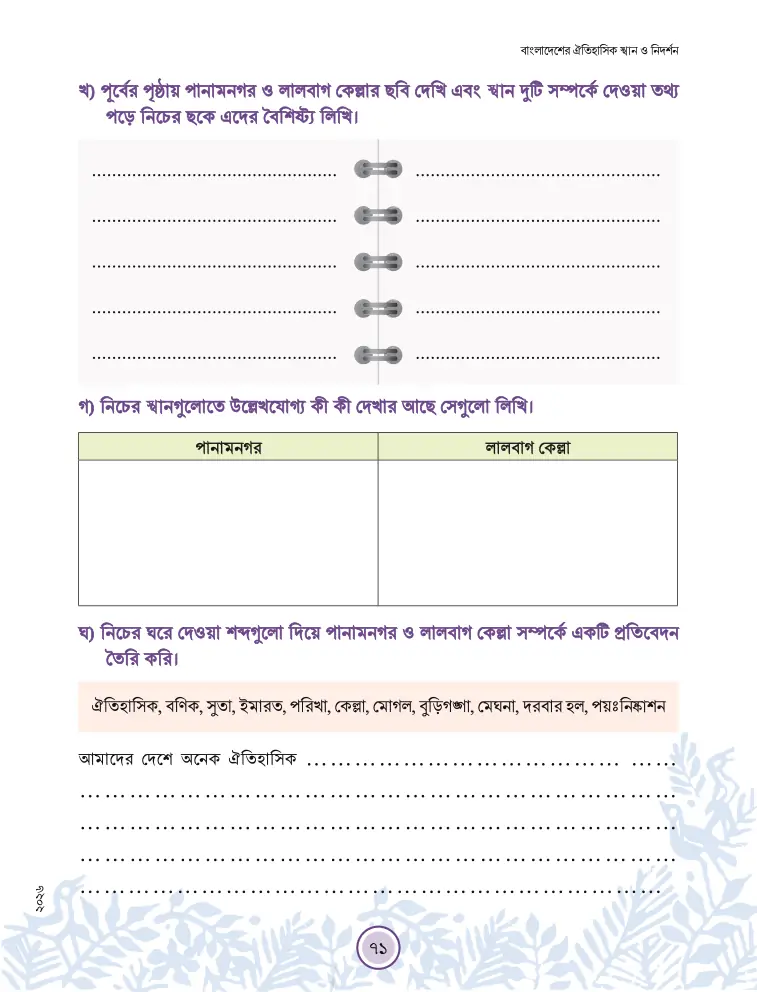 বাংলাদেশের ঐতিহাসিক স্থান ও নিদর্শন
খ) পূর্বের পৃষ্ঠায় পানামনগর ও লালবাগ কেল্লার ছবি দেখি এবং স্থান দুটি সম্পর্কে দেওয়া তথ্য
পড়ে নিচের ছকে এদের বৈশিষ্ট্য লিখি।
গ) নিচের স্থানগুলোতে উল্লেখযোগ্য কী কী দেখার আছে সেগুলো লিখি।
পানামনগর লালবাগ কেল্লা
ঘ) নিচের ঘরে দেওয়া শব্দগুলো দিয়ে পানামনগর ও লালবাগ কেল্লা সম্পর্কে একটি প্রতিবেদন
তৈরি করি।
ঐতিহাসিক, বণিক, সুতা, ইমারত, পরিখা, কেল্লা, মোগল, বুড়িগঙ্গা, মেঘনা, দরবার হল, পয়ঃনিষ্কাশন
আমাদের দেশে অনেক ঐতিহাসিক ………………………………… ……
২০২৬
৭১